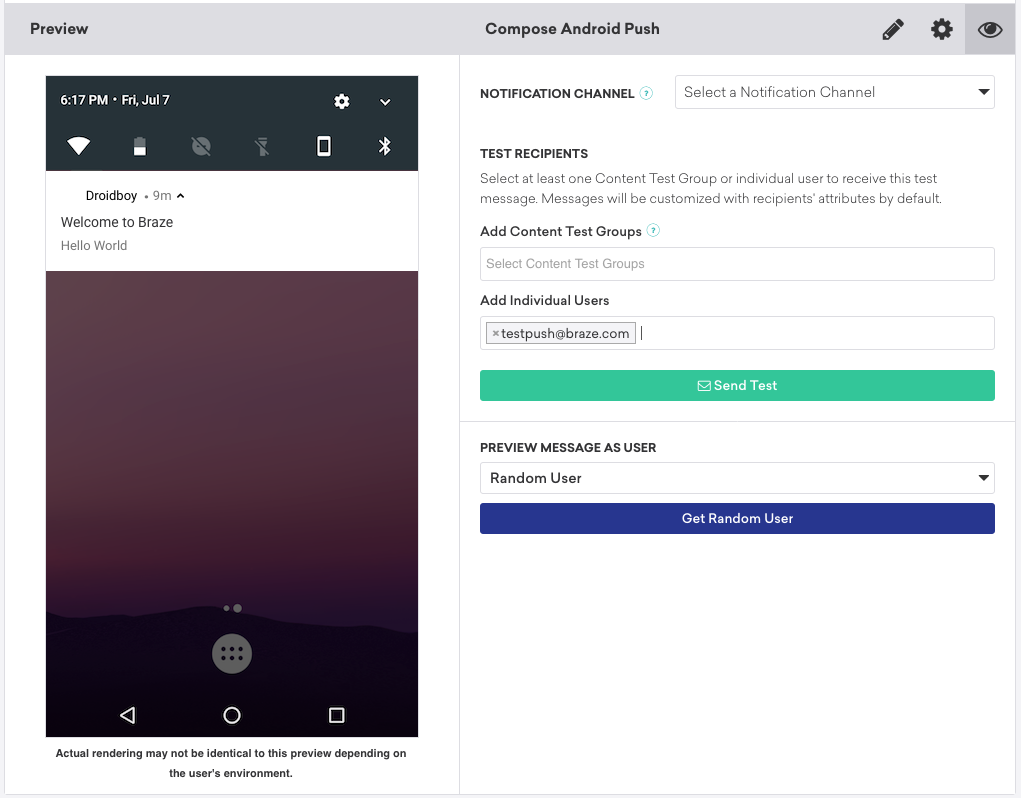 Preview
Compose Android Push
6:17 PM • Fri, Jul 7
Droidboy • 9m
Welcome to Braze
Hello World
Actual rendering may not be identical to this preview depending on
the user's environment.
NOTIFICATION CHANNEL ?
Select a Notification Channel
TEST RECIPIENTS
Select at least one Content Test Group or individual user to receive this test
message. Messages will be customized with recipients' attributes by default.
Add Content Test Groups ?
Select Content Test Groups
Add Individual Users
×testpush@braze.com
Send Test
PREVIEW MESSAGE AS USER
Random User
Get Random User